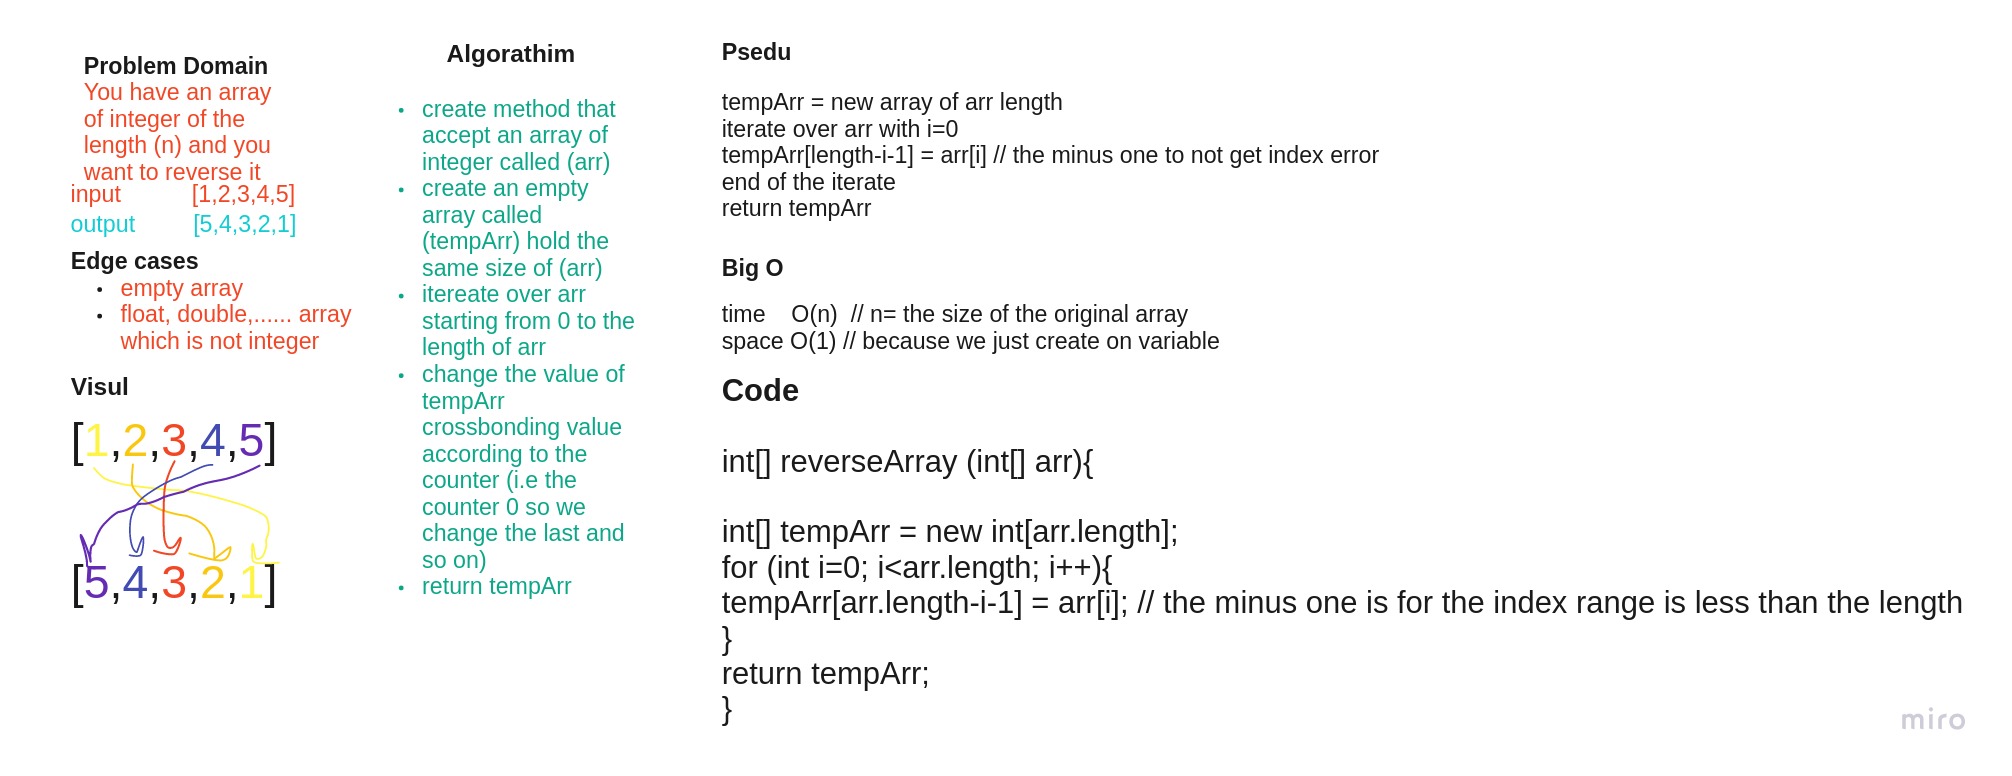 Problem Domain
You have an array
of integer of the
length (n) and you
want to reverse it
input [1,2,3,4,5]
output [5,4,3,2,1]
Edge cases
• empty array
• float, double,...... array
which is not integer
Visul
[1,2,3,4,5]
[5,4,3,2,1]
Algorathim
• create method that
accept an array of
integer called (arr)
• create an empty
array called
(tempArr) hold the
same size of (arr)
• itereate over arr
starting from 0 to the
length of arr
• change the value of
tempArr
crossbonding value
according to the
counter (i.e the
counter 0 so we
change the last and
so on)
• return tempArr
Psedu
tempArr = new array of arr length
iterate over arr with i=0
tempArr[length-i-1] = arr[i] // the minus one to not get index error
end of the iterate
return tempArr
Big O
time O(n) // n= the size of the original array
space O(1) // because we just create on variable
Code
int[] reverseArray (int[] arr){
int[] tempArr = new int[arr.length];
for (int i=0; i<arr.length; i++){
tempArr[arr.length-i-1] = arr[i]; // the minus one is for the index range is less than the length
}
return tempArr;
}
miro